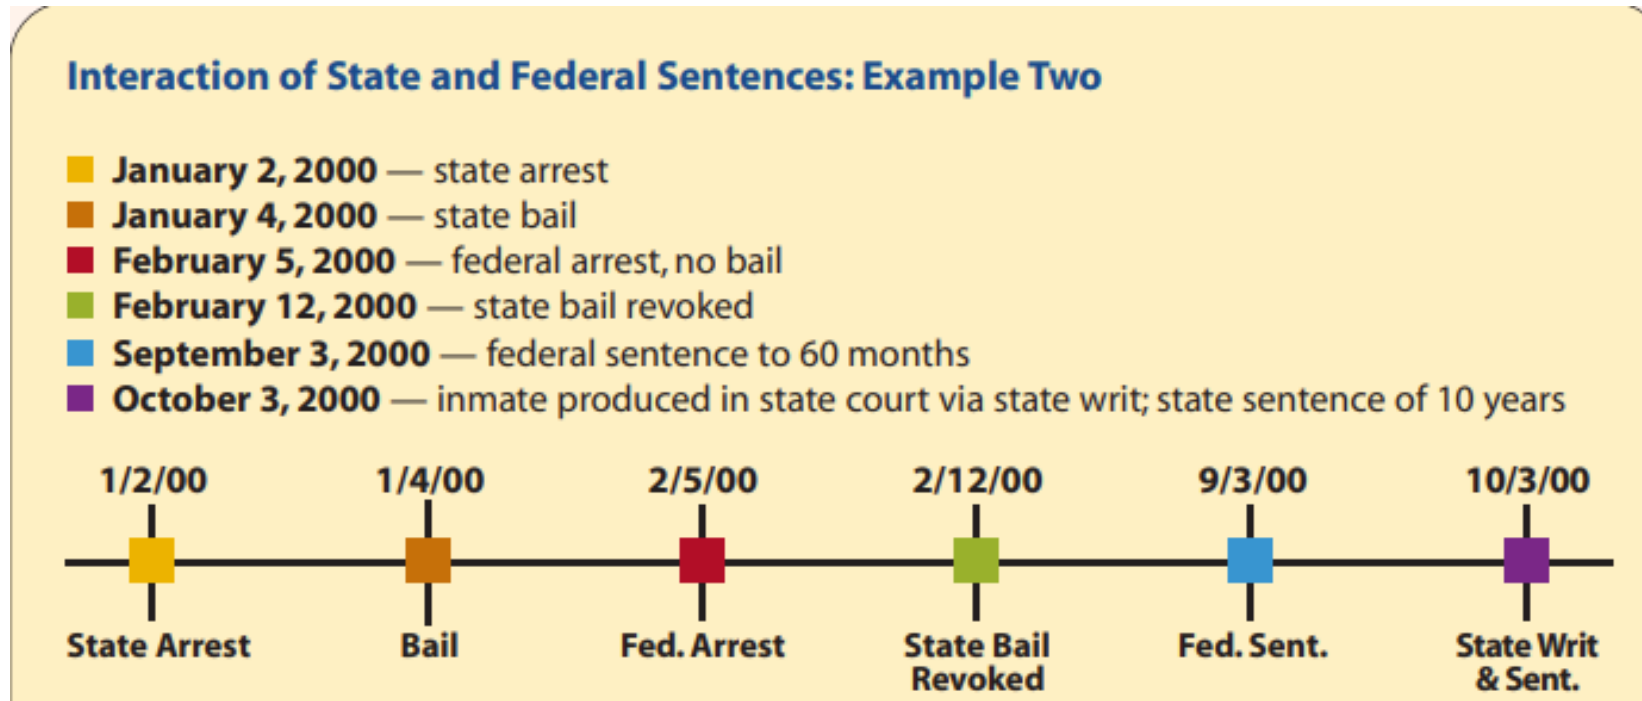 Interaction of State and Federal Sentences: Example Two
January 2, 2000 — state arrest
January 4, 2000 — state bail
February 5, 2000 — federal arrest, no bail
February 12, 2000 — state bail revoked
September 3, 2000 — federal sentence to 60 months
October 3, 2000 — inmate produced in state court via state writ; state sentence of 10 years
1/2/00 1/4/00 2/5/00 2/12/00 9/3/00 10/3/00
State Arrest Bail Fed. Arrest State Bail Fed. Sent. State Writ
Revoked & Sent.